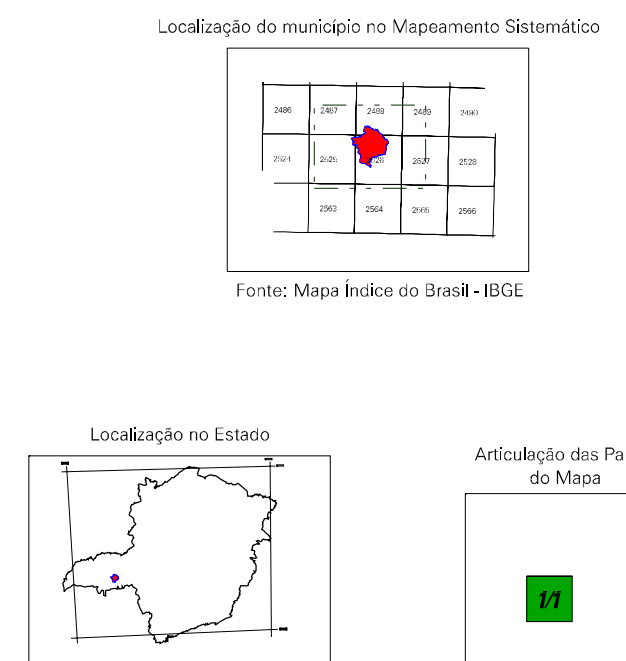 Localização do município no Mapeamento Sistemático
2486 2487 2488 2489 2490
2524 2525 2527 2528
2563 2564 2565 2566
Fonte: Mapa Índice do Brasil - IBGE
Localização no Estado
Articulação das Pa
do Mapa
1/1